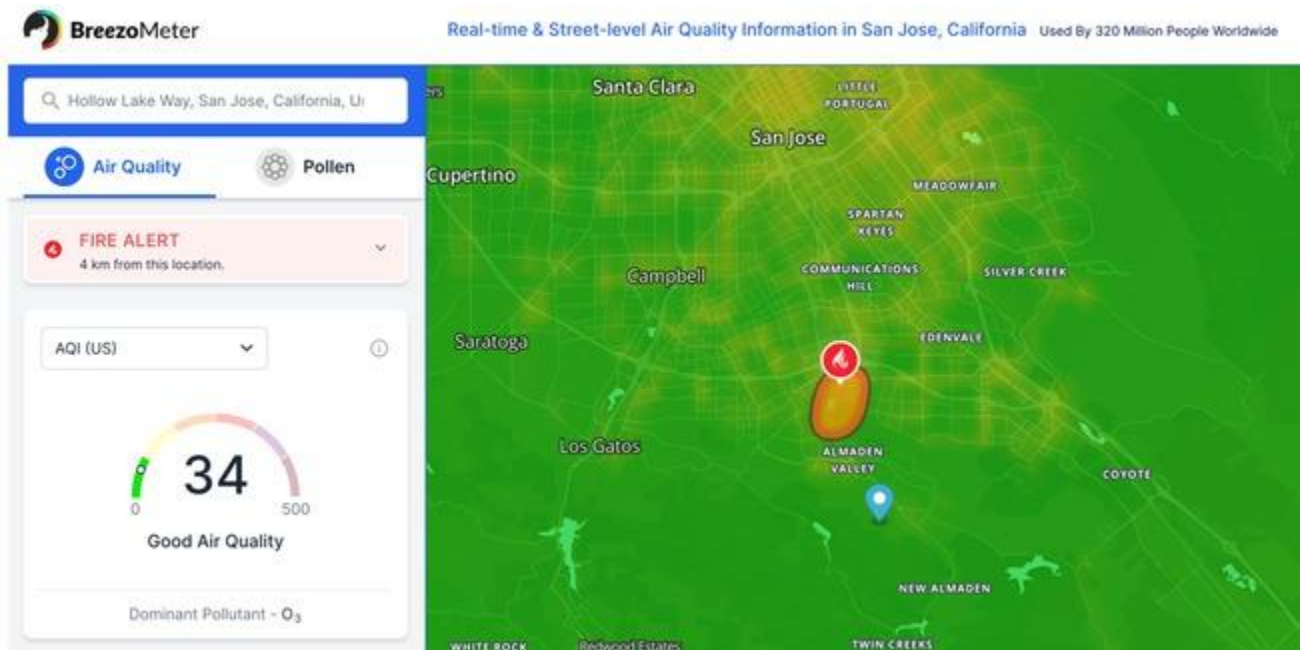 BreezoMeter
Real-time & Street-level Air Quality Information in San Jose, California
Used By 320 Million People Worldwide
Hollow Lake Way, San Jose, California,
Air Quality
Pollen
FIRE ALERT
4 km from this location.
AQI (US)
34
0
500
Good Air Quality
Dominant Pollutant - O₃
Santa Clara
LITTLE
PORTUGAL
San Jose
Cupertino
MEADOWFAIR
SPARTAN
KEYES
COMMUNICATIONS
HILL
SILVER CREEK
Campbell
Saratoga
EDENVALE
Los Gatos
ALMADEN
VALLEY
COYOTE
NEW ALMADEN
WHITE ROCK
Redwood Estates
TWIN CREEKS